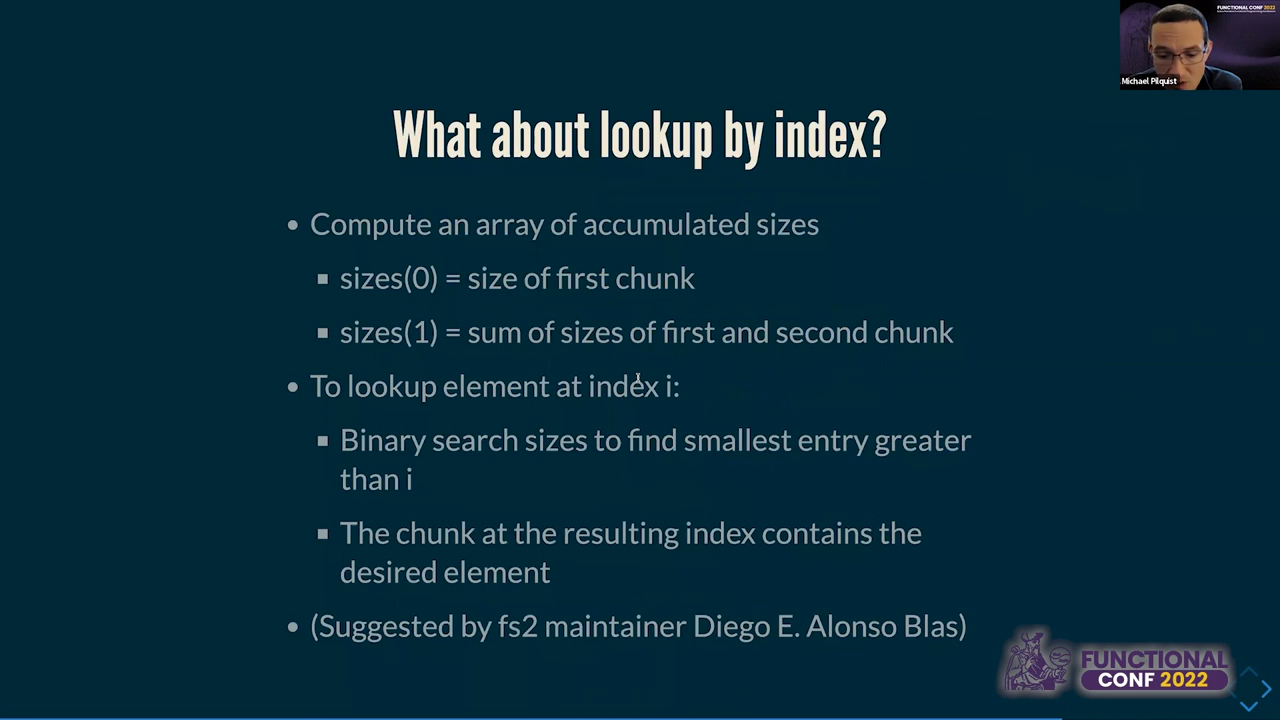 FUNCTIONAL CONF 2022
Michael Pilquist
What about lookup by index?
• Compute an array of accumulated sizes
▪ sizes(0) = size of first chunk
▪ sizes(1) = sum of sizes of first and second chunk
• To lookup element at index i:
▪ Binary search sizes to find smallest entry greater
than i
▪ The chunk at the resulting index contains the
desired element
• (Suggested by fs2 maintainer Diego E. Alonso Blas)
FUNCTIONAL
CONF 2022